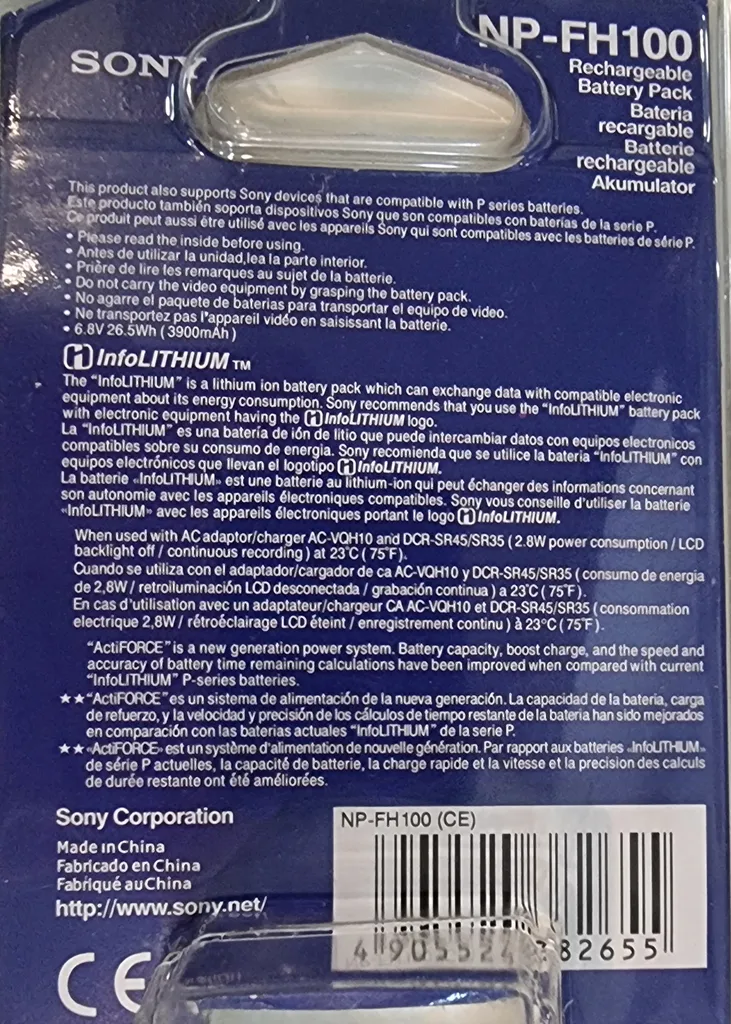 SONY
NP-FH100
Rechargeable
Battery Pack
Bateria
recargable
Batterie
rechargeable
Akumulator
This product also supports Sony devices that are compatible with P series batteries.
Este producto también soporta dispositivos Sony que son compatibles con baterías de la serie P.
Ce produit peut aussi être utilisé avec les appareils Sony qui sont compatibles avec les batteries de série P.
• Please read the inside before using.
• Antes de utilizar la unidad,lea la parte interior.
• Prière de lire les remarques au sujet de la batterie.
• Do not carry the video equipment by grasping the battery pack.
• No agarre el paquete de baterias para transportar el equipo de video.
• Ne transportez pas l'appareil vidéo en saisissant la batterie.
• 6.8V 26.5Wh ( 3900mAh )
InfoLITHIUM TM
The "InfoLITHIUM" is a lithium ion battery pack which can exchange data with compatible electronic
equipment about its energy consumption. Sony recommends that you use the "InfoLITHIUM" battery pack
with electronic equipment having the InfoLITHIUM logo.
La "InfoLITHIUM" es una batería de ión de litio que puede intercambiar datos con equipos electronicos
compatibles sobre su consumo de energia. Sony recomienda que se utilice la bateria "InfoLITHIUM" con
equipos electrónicos que llevan el logotipo InfoLITHIUM.
La batterie «InfoLITHIUM» est une batterie au lithium-ion qui peut échanger des informations concernant
son autonomie avec les appareils électroniques compatibles. Sony vous conseille d'utiliser la batterie
«InfoLITHIUM» avec les appareils électroniques portant le logo InfoLITHIUM.
When used with AC adaptor/charger AC-VQH10 and DCR-SR45/SR35 ( 2.8W power consumption / LCD
backlight off / continuous recording ) at 23°C ( 75°F ).
Cuando se utiliza con el adaptador/cargador de ca AC-VQH10 y DCR-SR45/SR35 ( consumo de energia
de 2,8W / retroiluminación LCD desconectada / grabación continua ) a 23°C ( 75°F ).
En cas d'utilisation avec un adaptateur/chargeur CA AC-VQH10 et DCR-SR45/SR35 ( consommation
electrique 2,8W / rétroéclairage LCD éteint / enregistrement continu ) à 23°C ( 75°F ).
"ActiFORCE" is a new generation power system. Battery capacity, boost charge, and the speed and
accuracy of battery time remaining calculations have been improved when compared with current
"InfoLITHIUM" P-series batteries.
★★"ActiFORCE" es un sistema de alimentación de la nueva generación. La capacidad de la bateria, carga
de refuerzo, y la velocidad y precisión de los cálculos de tiempo restante de la bateria han sido mejorados
en comparación con las baterias actuales "InfoLITHIUM" de la serie P.
★★«ActiFORCE» est un système d'alimentation de nouvelle génération. Par rapport aux batteries «InfoLITHIUM»
de série P actuelles, la capacité de batterie, la charge rapide et la vitesse et la precision des calculs
de durée restante ont été améliorées.
Sony Corporation
Made in China
Fabricado en China
Fabriqué au China
http://www.sony.net/
CE
NP-FH100 (CE)
4 905524 382655